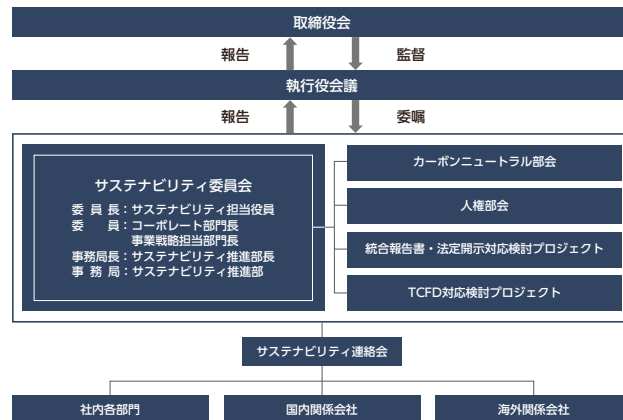 取締役会
報告
監督
執行役会議
報告
委嘱
サステナビリティ委員会
委 員 長：サステナビリティ担当役員
委　　員：コーポレート部門長
事業戦略担当部門長
事務局長：サステナビリティ推進部長
事 務 局：サステナビリティ推進部
カーボンニュートラル部会
人権部会
統合報告書・法定開示対応検討プロジェクト
TCFD対応検討プロジェクト
サステナビリティ連絡会
社内各部門
国内関係会社
海外関係会社